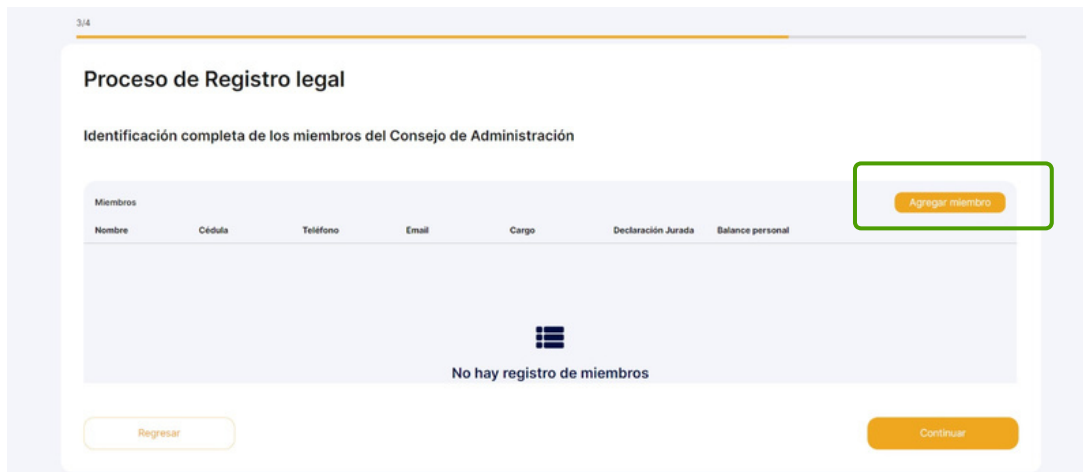 3/4
Proceso de Registro legal
Identificación completa de los miembros del Consejo de Administración
Miembros
Agregar miembro
Nombre Cédula Teléfono Email Cargo Declaración Jurada Balance personal
No hay registro de miembros
Regresar Continuar